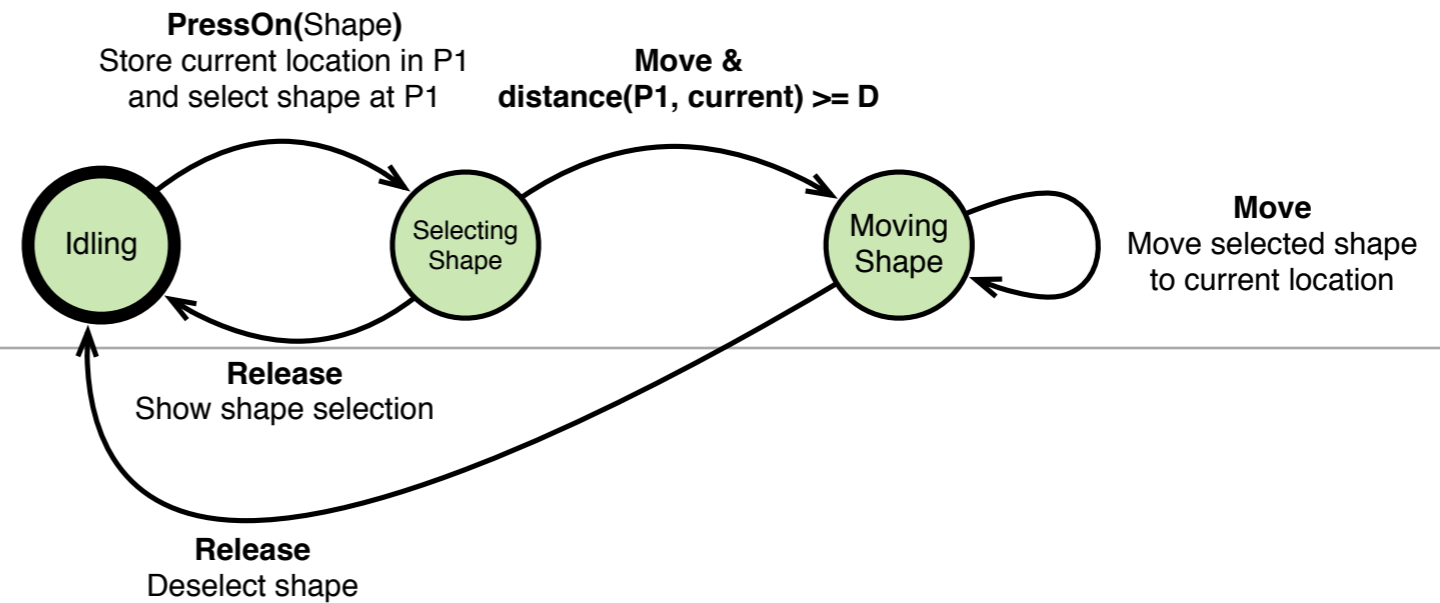 PressOn(Shape)
Store current location in P1
and select shape at P1
Move &
distance(P1, current) >= D
Idling
Selecting
Shape
Moving
Shape
Move
Move selected shape
to current location
Release
Show shape selection
Release
Deselect shape